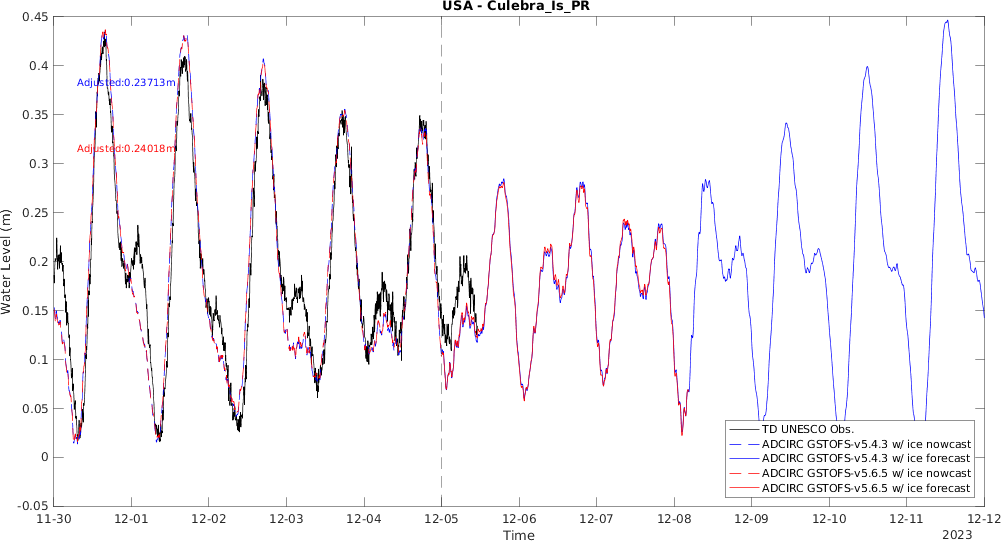 USA - Culebra_Is_PR
0.45
0.4
0.35
0.3
0.25
0.2
0.15
0.1
0.05
0
-0.05
Water Level (m)
Adjusted:0.23713m
Adjusted:0.24018m
TD UNESCO Obs.
ADCIRC GSTOFS-v5.4.3 w/ ice nowcast
ADCIRC GSTOFS-v5.4.3 w/ ice forecast
ADCIRC GSTOFS-v5.6.5 w/ ice nowcast
ADCIRC GSTOFS-v5.6.5 w/ ice forecast
11-30 12-01 12-02 12-03 12-04 12-05 12-06 12-07 12-08 12-09 12-10 12-11 12-12
Time
2023